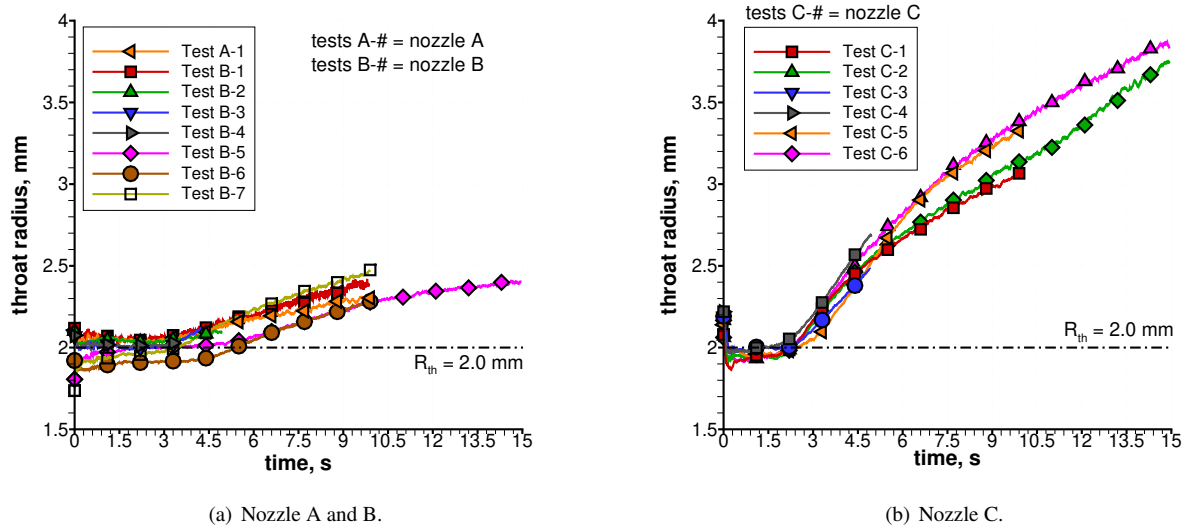 tests A-# = nozzle A
tests B-# = nozzle B
Test A-1
Test B-1
Test B-2
Test B-3
Test B-4
Test B-5
Test B-6
Test B-7
throat radius, mm
4
3.5
3
2.5
2
1.5
R_th = 2.0 mm
0 1.5 3 4.5 6 7.5 9 10.5 12 13.5 15
time, s
(a) Nozzle A and B.
tests C-# = nozzle C
Test C-1
Test C-2
Test C-3
Test C-4
Test C-5
Test C-6
throat radius, mm
4
3.5
3
2.5
2
1.5
R_th = 2.0 mm
0 1.5 3 4.5 6 7.5 9 10.5 12 13.5 15
time, s
(b) Nozzle C.